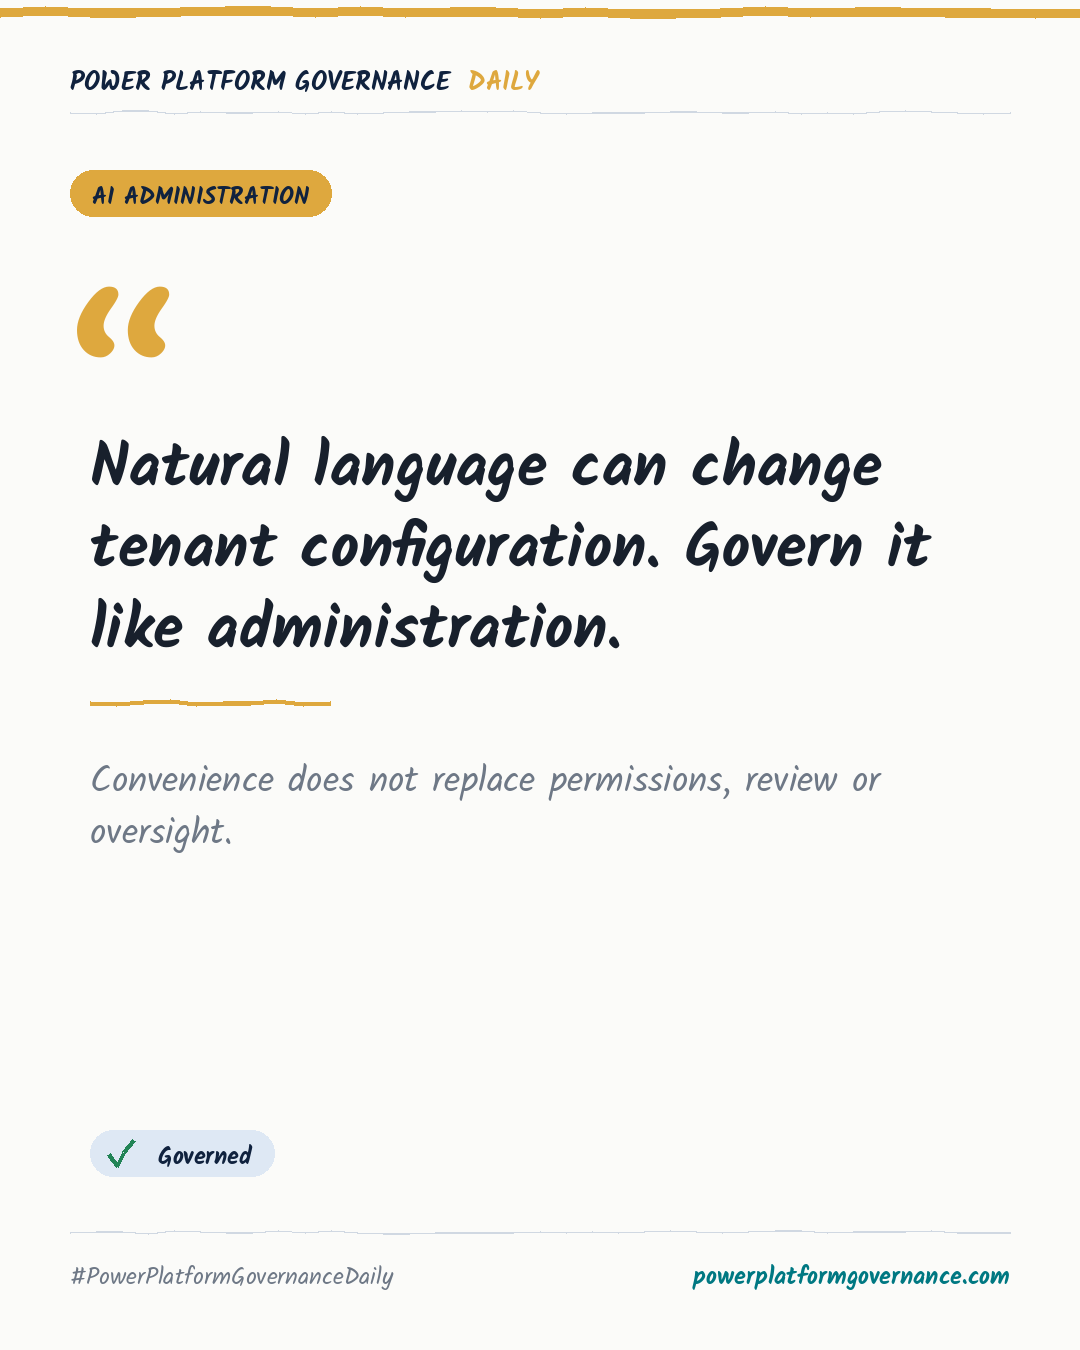 POWER PLATFORM GOVERNANCE DAILY
AI ADMINISTRATION
“
Natural language can change
tenant configuration. Govern it
like administration.
Convenience does not replace permissions, review or
oversight.
✓ Governed
#PowerPlatformGovernanceDaily powerplatformgovernance.com